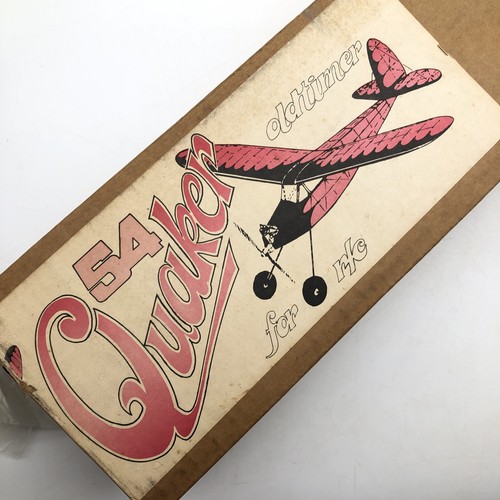 oldtimer
54
Quaker
for r/c